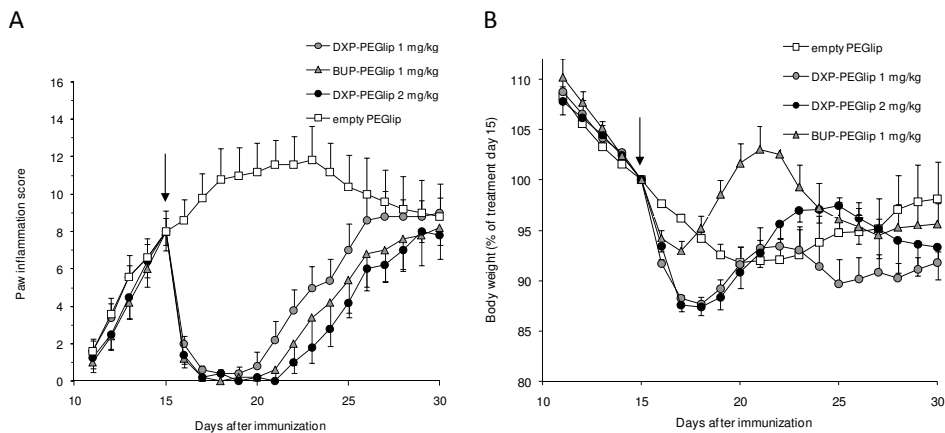 A
DXP-PEGlip 1 mg/kg
BUP-PEGlip 1 mg/kg
DXP-PEGlip 2 mg/kg
empty PEGlip
16
14
12
10
8
6
4
2
0
Paw inflammation score
10
15
20
25
30
Days after immunization
B
empty PEGlip
DXP-PEGlip 1 mg/kg
DXP-PEGlip 2 mg/kg
BUP-PEGlip 1 mg/kg
110
105
100
95
90
85
80
Body weight (% of treatment day 15)
10
15
20
25
30
Days after immunization